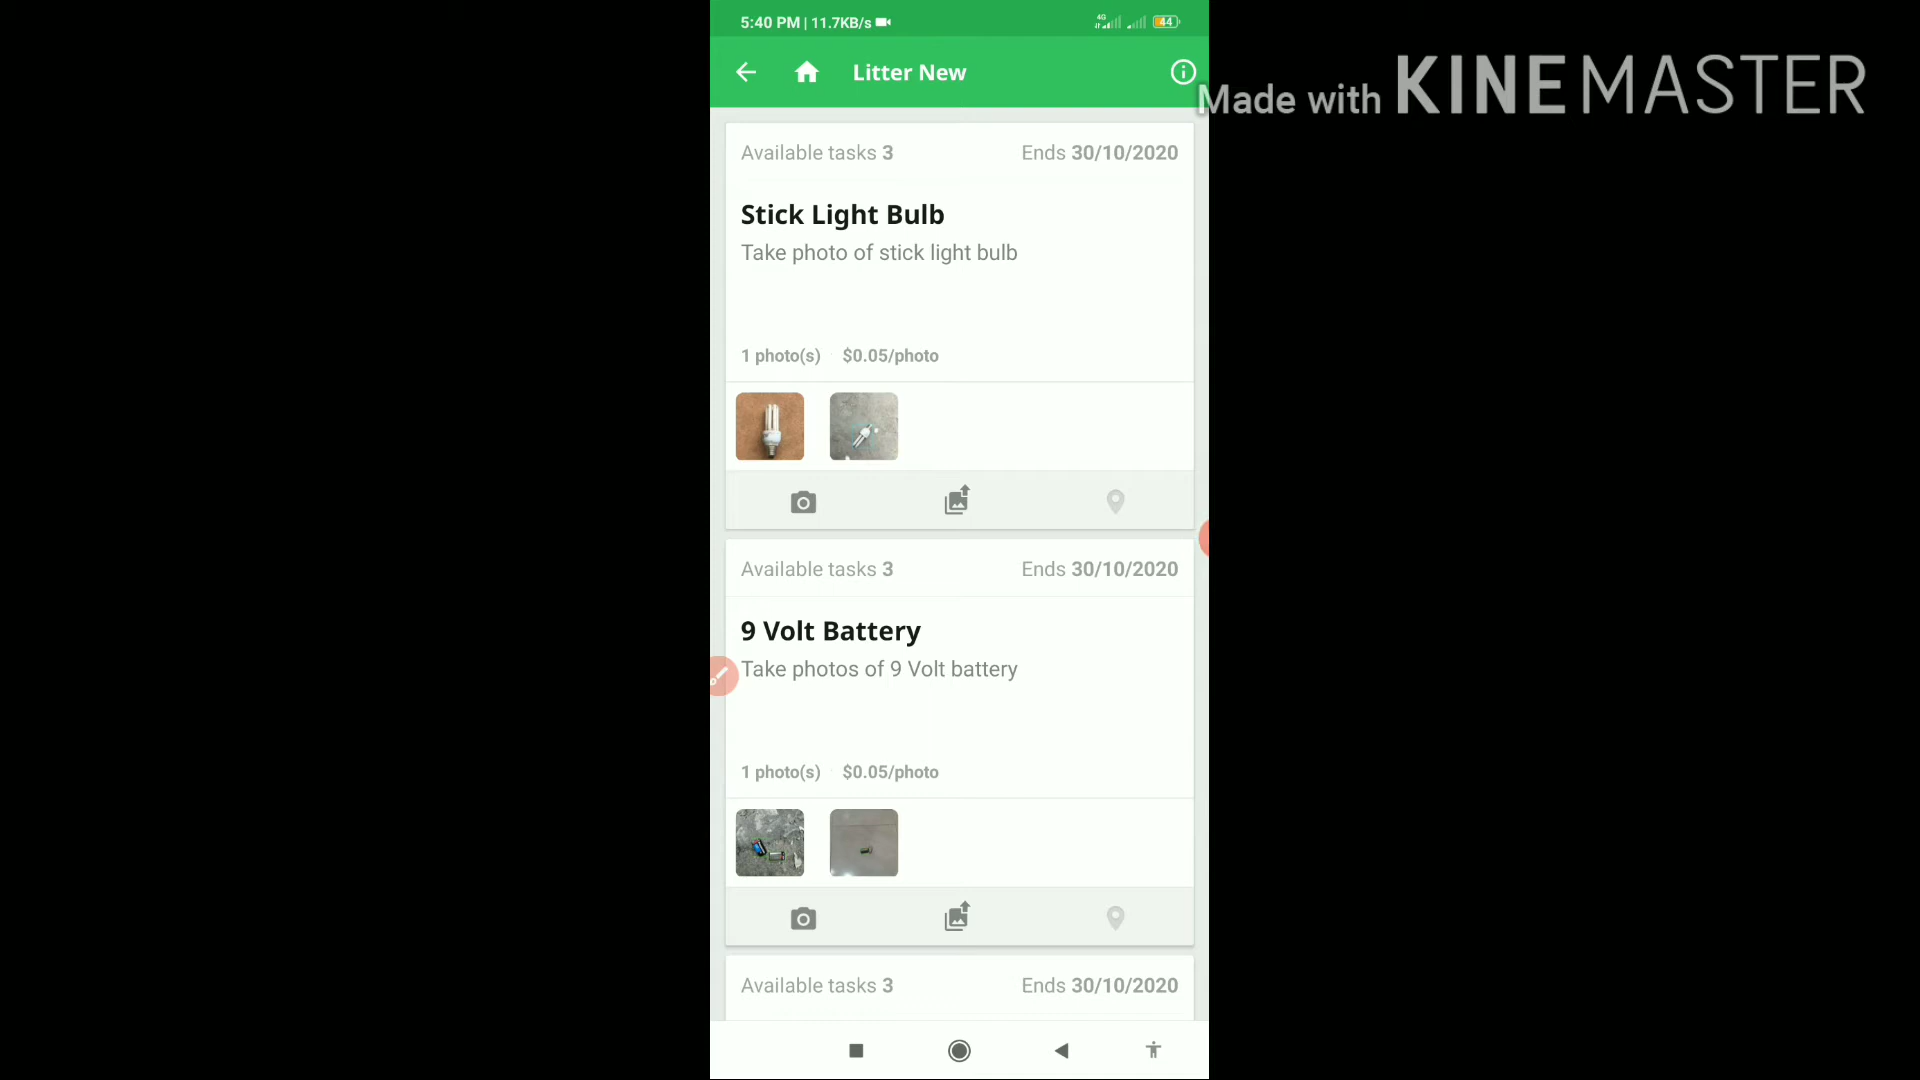 5:40 PM | 11.7KB/s
4G
44
Litter New
Made with KINEMASTER
Available tasks 3
Ends 30/10/2020
Stick Light Bulb
Take photo of stick light bulb
1 photo(s)
$0.05/photo
Available tasks 3
Ends 30/10/2020
9 Volt Battery
Take photos of 9 Volt battery
1 photo(s)
$0.05/photo
Available tasks 3
Ends 30/10/2020